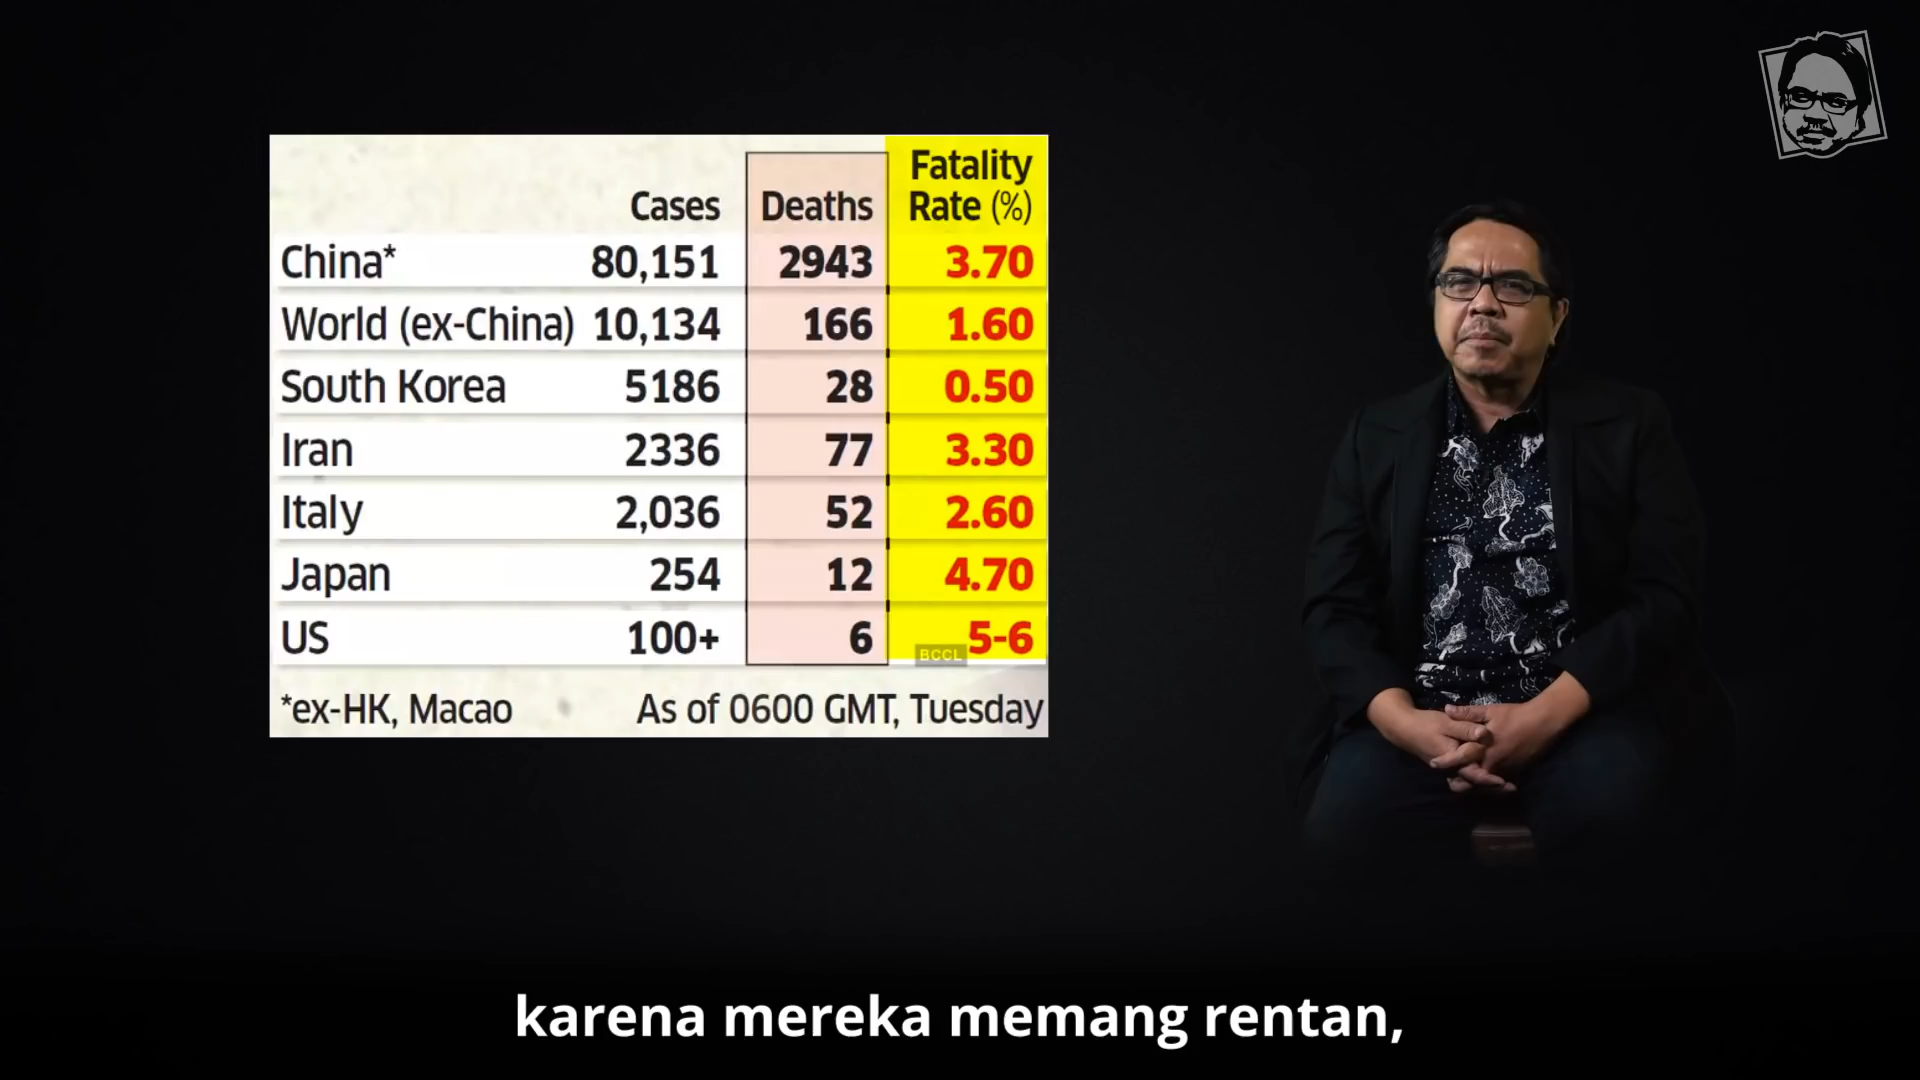 Fatality
Cases Deaths Rate (%)
China* 80,151 2943 3.70
World (ex-China) 10,134 166 1.60
South Korea 5186 28 0.50
Iran 2336 77 3.30
Italy 2,036 52 2.60
Japan 254 12 4.70
US 100+ 6 5-6
BCCL
*ex-HK, Macao As of 0600 GMT, Tuesday
karena mereka memang rentan,